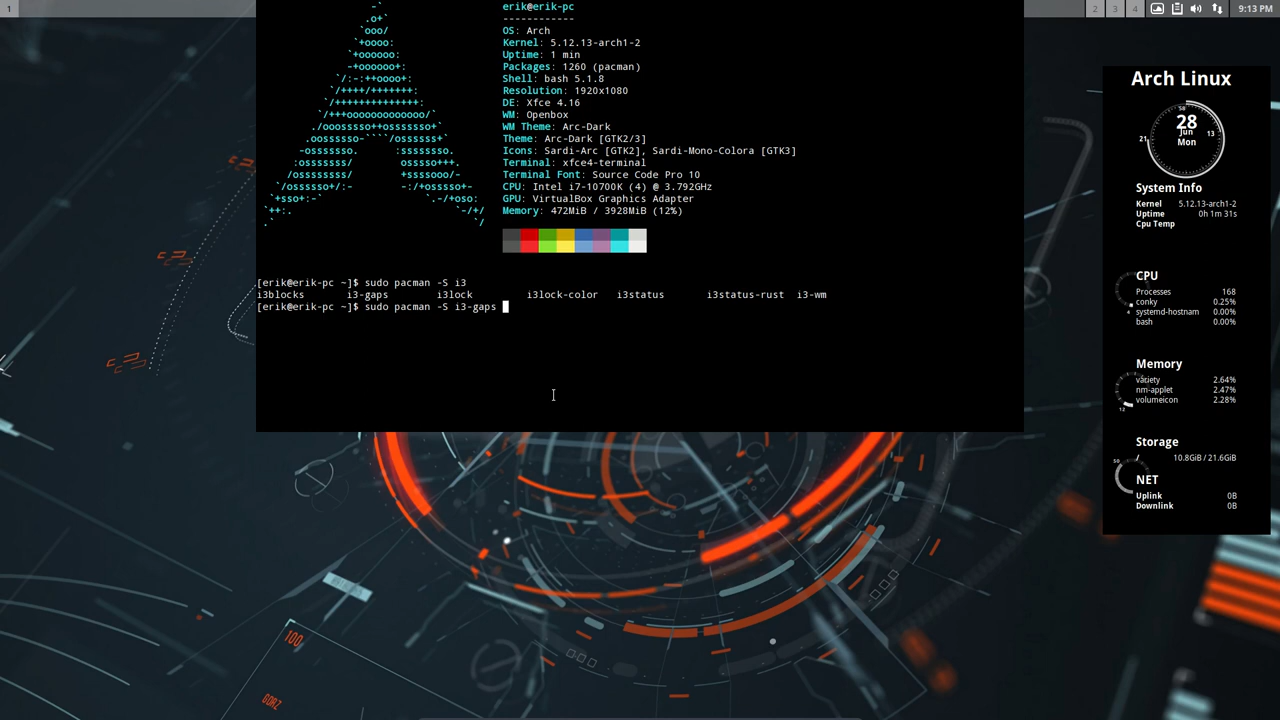 1
2 3 4 9:13 PM
erik@erik-pc
------------
OS: Arch
Kernel: 5.12.13-arch1-2
Uptime: 1 min
Packages: 1260 (pacman)
Shell: bash 5.1.8
Resolution: 1920x1080
DE: Xfce 4.16
WM: Openbox
WM Theme: Arc-Dark
Theme: Arc-Dark [GTK2/3]
Icons: Sardi-Arc [GTK2], Sardi-Mono-Colora [GTK3]
Terminal: xfce4-terminal
Terminal Font: Source Code Pro 10
CPU: Intel i7-10700K (4) @ 3.792GHz
GPU: VirtualBox Graphics Adapter
Memory: 472MiB / 3928MiB (12%)
[erik@erik-pc ~]$ sudo pacman -S i3
i3blocks i3-gaps i3lock i3lock-color i3status i3status-rust i3-wm
[erik@erik-pc ~]$ sudo pacman -S i3-gaps
Arch Linux
58
28
21 Jun 13
Mon
System Info
Kernel 5.12.13-arch1-2
Uptime 0h 1m 31s
Cpu Temp
CPU
Processes 168
conky 0.25%
4 systemd-hostnam 0.00%
bash 0.00%
Memory
variety 2.64%
nm-applet 2.47%
volumeicon 2.28%
12
Storage
/ 10.8GiB / 21.6GiB
50
NET
Uplink 0B
Downlink 0B
100